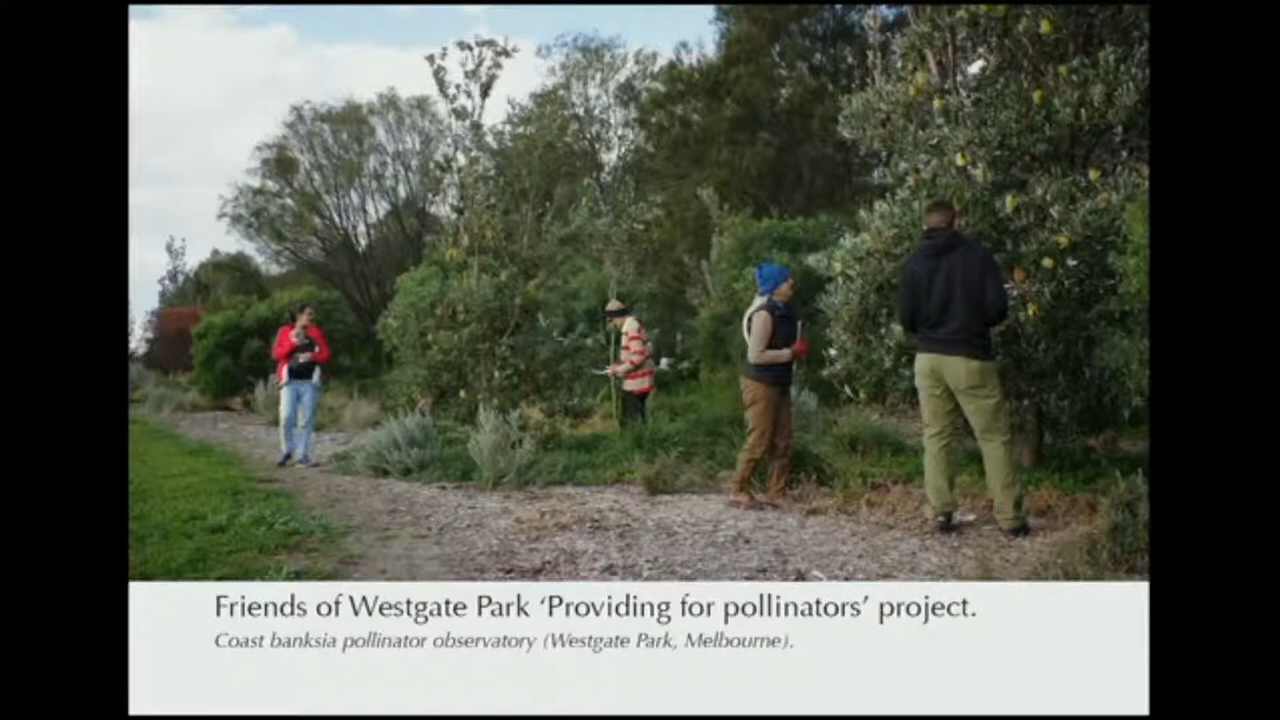 Friends of Westgate Park ‘Providing for pollinators’ project.
Coast banksia pollinator observatory (Westgate Park, Melbourne).